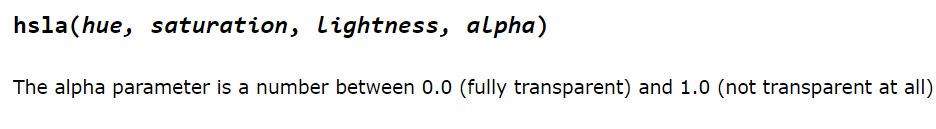 hsla(hue, saturation, lightness, alpha)
The alpha parameter is a number between 0.0 (fully transparent) and 1.0 (not transparent at all)